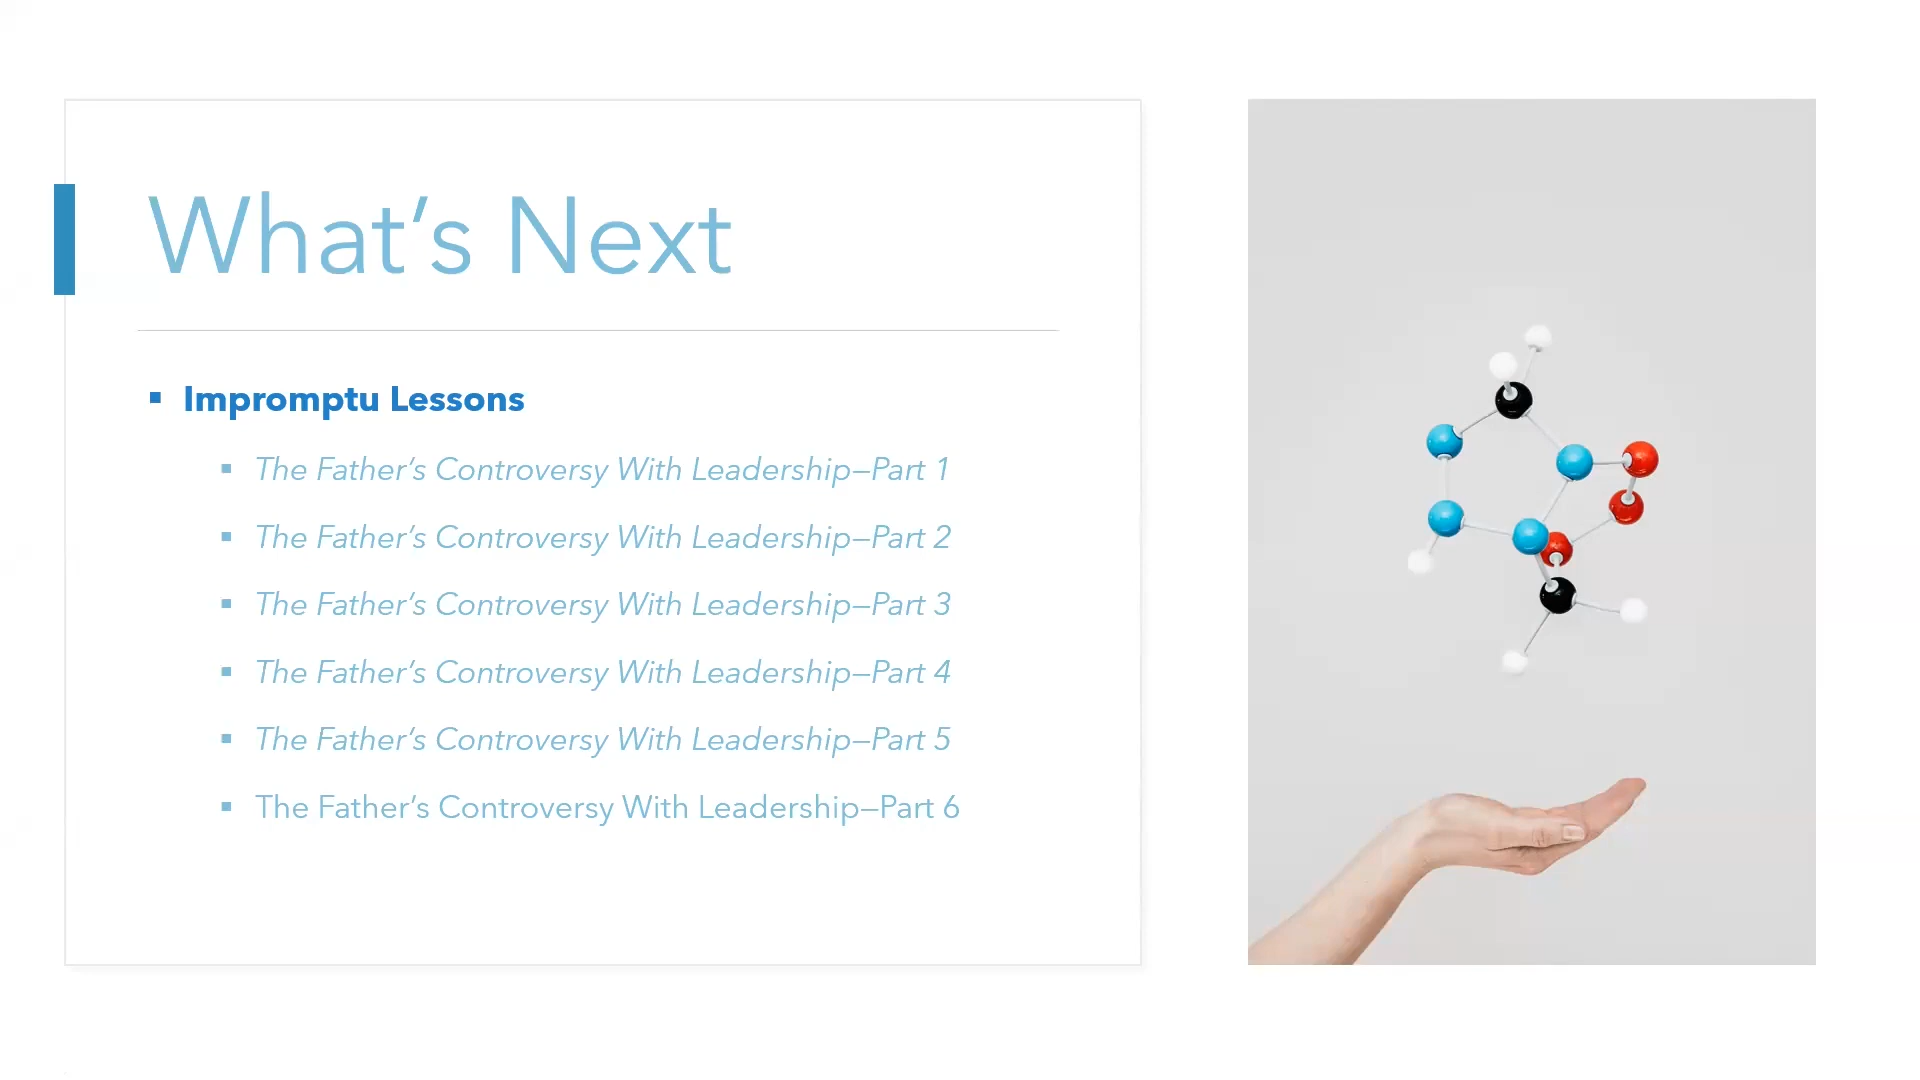 What’s Next
Impromptu Lessons
The Father’s Controversy With Leadership—Part 1
The Father’s Controversy With Leadership—Part 2
The Father’s Controversy With Leadership—Part 3
The Father’s Controversy With Leadership—Part 4
The Father’s Controversy With Leadership—Part 5
The Father’s Controversy With Leadership—Part 6